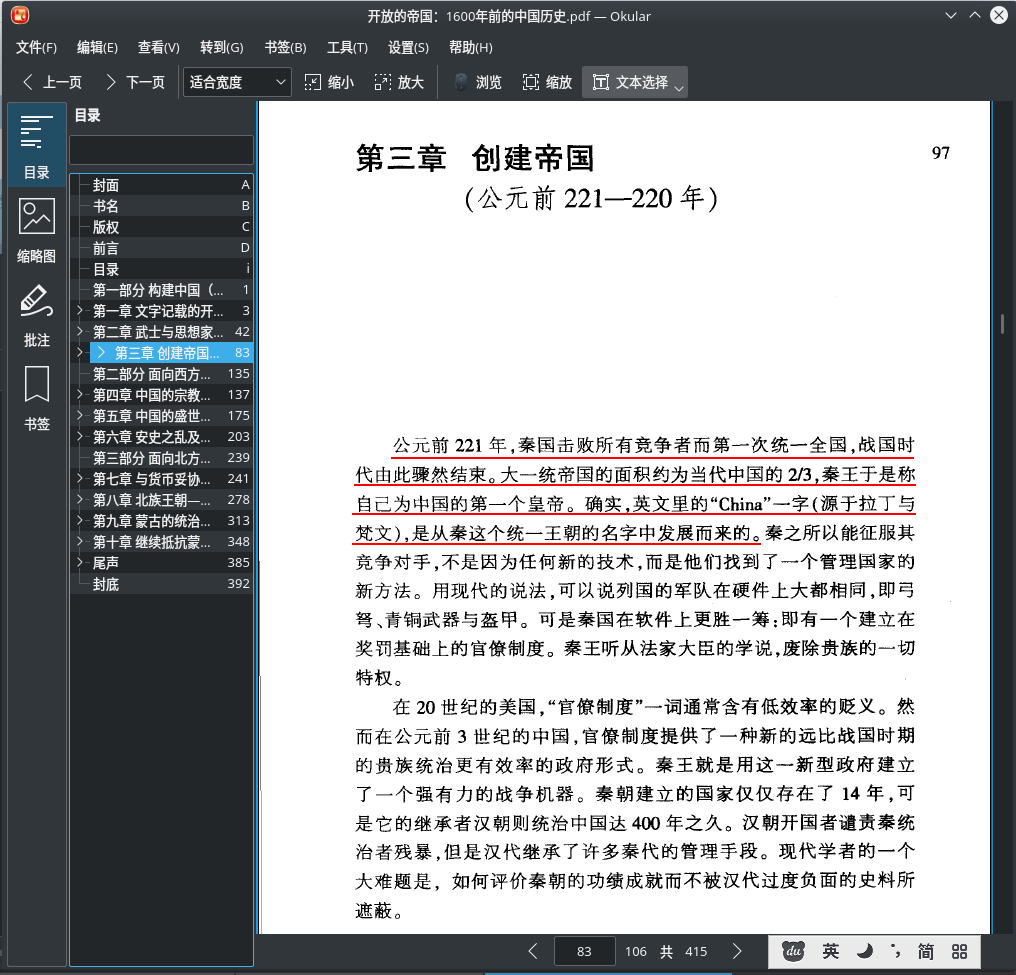 开放的帝国：1600年前的中国历史.pdf — Okular
文件(F) 编辑(E) 查看(V) 转到(G) 书签(B) 工具(T) 设置(S) 帮助(H)
上一页 下一页 适合宽度 缩小 放大 浏览 缩放 文本选择
目录
目录
缩略图
批注
书签
封面 A
书名 B
版权 C
前言 D
目录 i
第一部分 构建中国（... 1
第一章 文字记载的开... 3
第二章 武士与思想家... 42
第三章 创建帝国... 83
第二部分 面向西方... 135
第四章 中国的宗教... 137
第五章 中国的盛世... 175
第六章 安史之乱及... 203
第三部分 面向北方... 239
第七章 与货币妥协... 241
第八章 北族王朝—... 278
第九章 蒙古的统治... 313
第十章 继续抵抗蒙... 348
尾声 385
封底 392
第三章 创建帝国
97
(公元前 221—220 年)
公元前 221 年,秦国击败所有竞争者而第一次统一全国,战国时
代由此骤然结束。大一统帝国的面积约为当代中国的 2/3,秦王于是称
自己为中国的第一个皇帝。确实,英文里的“China”一字(源于拉丁与
梵文),是从秦这个统一王朝的名字中发展而来的。秦之所以能征服其
竞争对手,不是因为任何新的技术,而是他们找到了一个管理国家的
新方法。用现代的说法,可以说列国的军队在硬件上大都相同,即弓
弩、青铜武器与盔甲。可是秦国在软件上更胜一筹:即有一个建立在
奖罚基础上的官僚制度。秦王听从法家大臣的学说,废除贵族的一切
特权。
在 20 世纪的美国,“官僚制度”一词通常含有低效率的贬义。然
而在公元前 3 世纪的中国,官僚制度提供了一种新的远比战国时期
的贵族统治更有效率的政府形式。秦王就是用这一新型政府建立
了一个强有力的战争机器。秦朝建立的国家仅仅存在了 14 年,可
是它的继承者汉朝则统治中国达 400 年之久。汉朝开国者谴责秦统
治者残暴,但是汉代继承了许多秦代的管理手段。现代学者的一个
大难题是，如何评价秦朝的功绩成就而不被汉代过度负面的史料所
遮蔽。
83 106 共 415
du 英 简